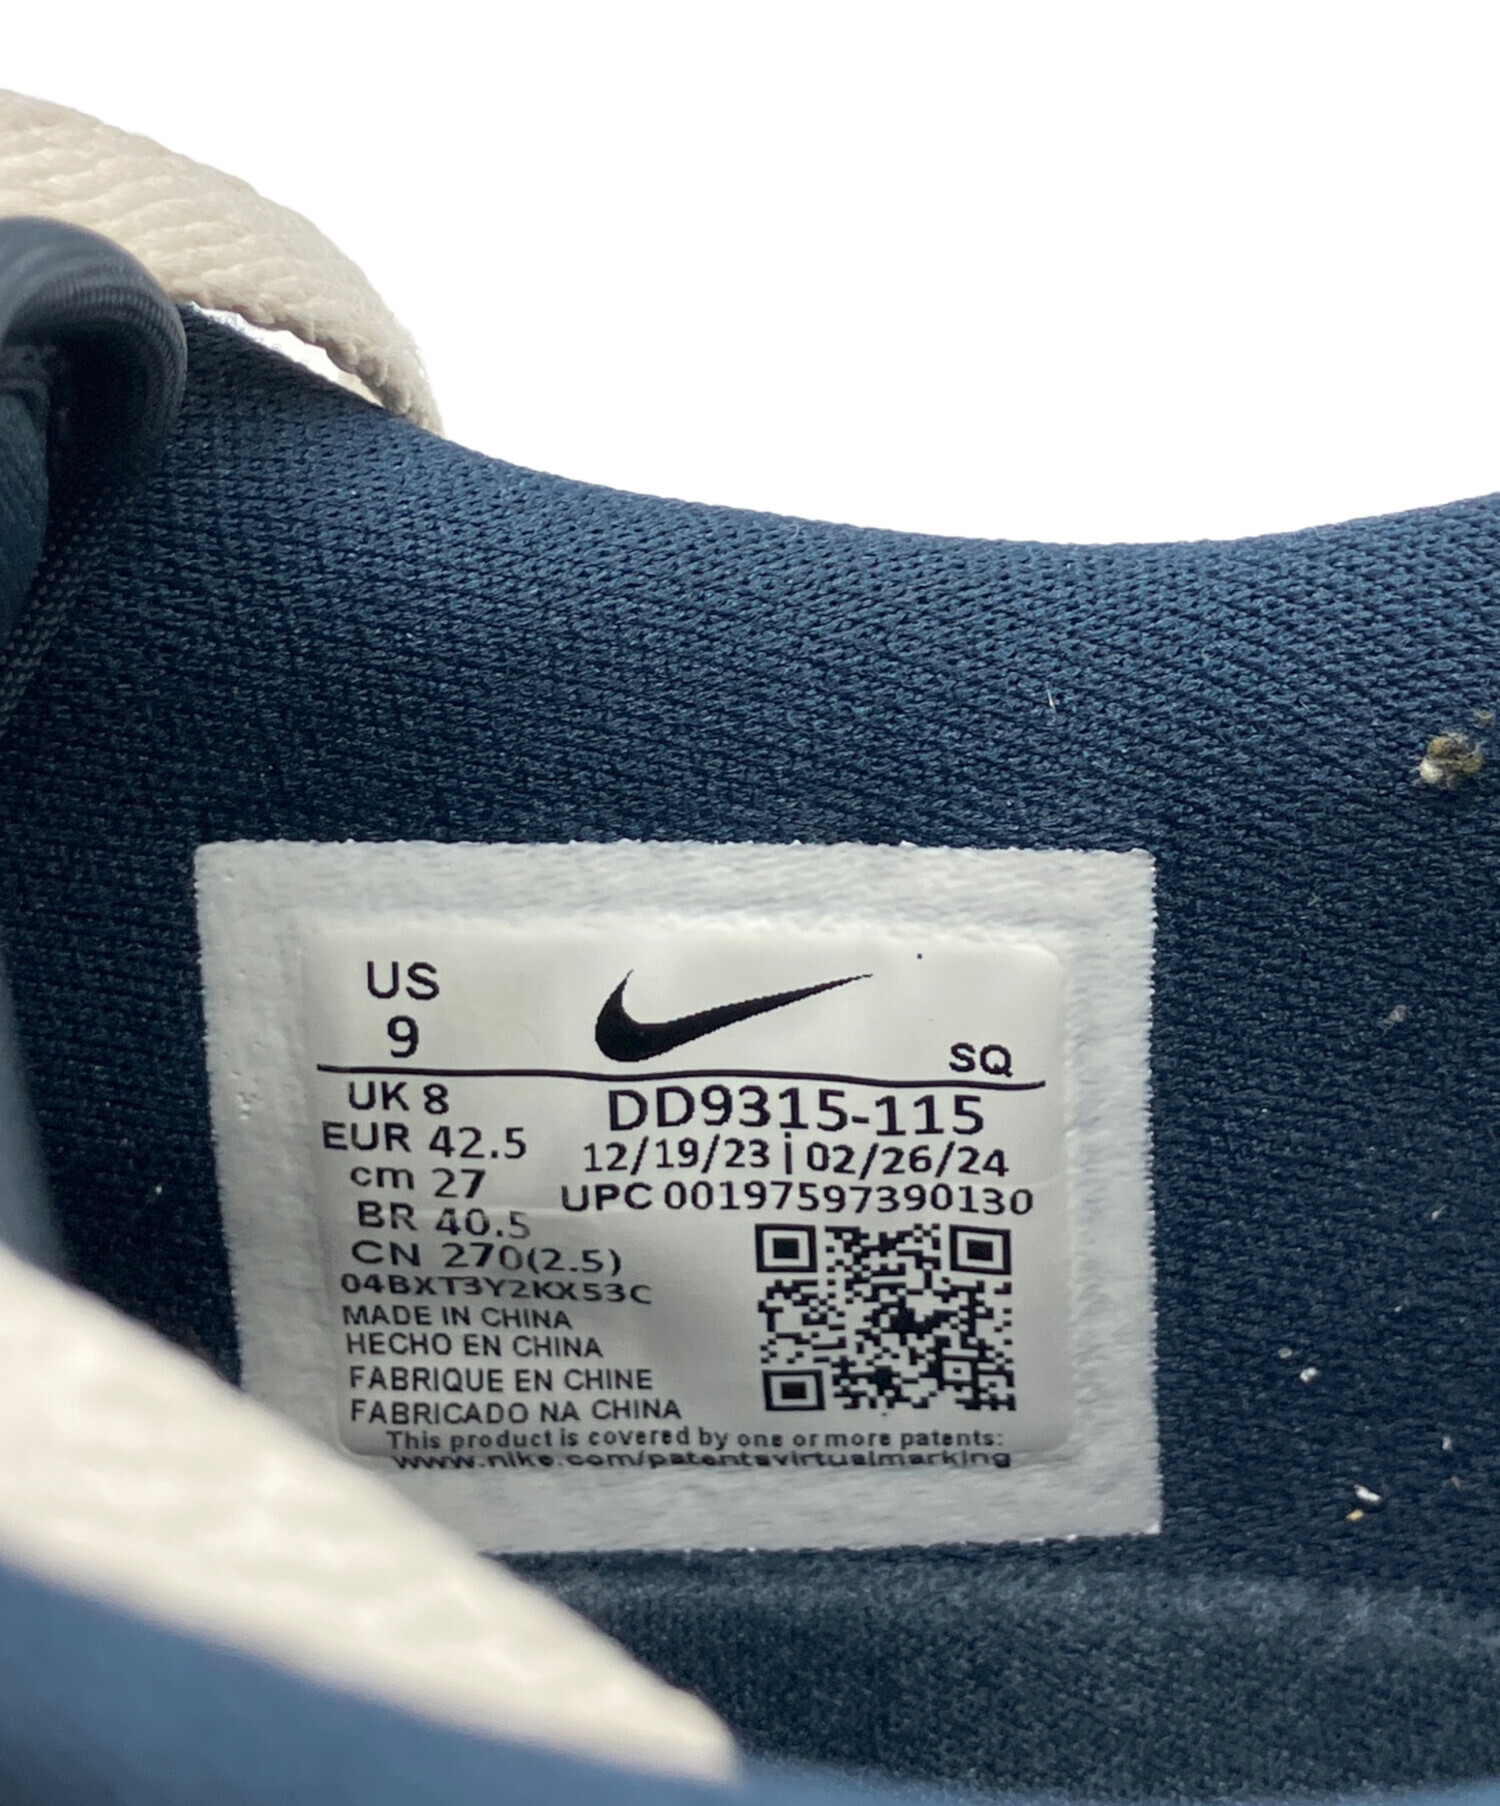 US
9
SQ
UK 8
DD9315-115
EUR 42.5
12/19/23 | 02/26/24
cm 27
UPC 00197597390130
BR 40.5
CN 270(2.5)
04BXT3Y2KX53C
MADE IN CHINA
HECHO EN CHINA
FABRIQUE EN CHINE
FABRICADO NA CHINA
This product is covered by one or more patents:
www.nike.com/patentsvirtualmarking